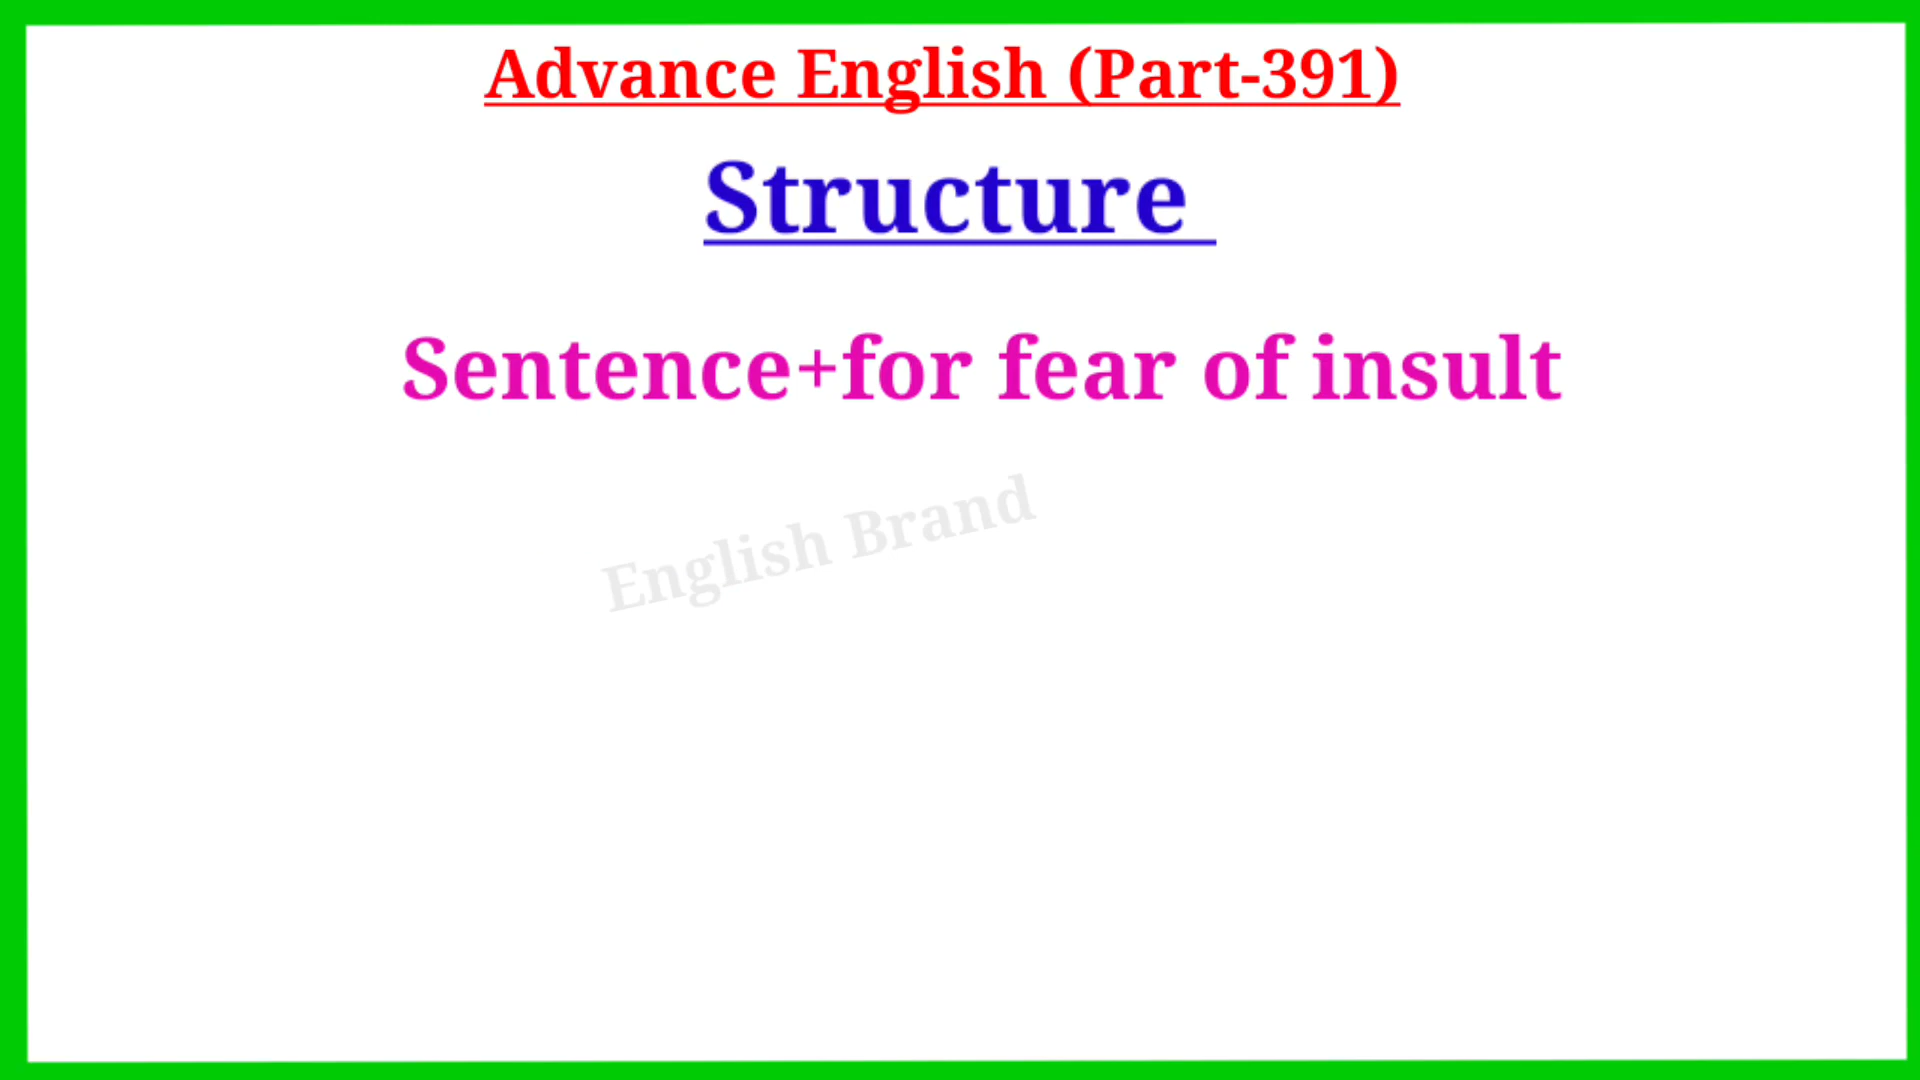 Advance English (Part-391)
Structure
Sentence+for fear of insult
English Brand